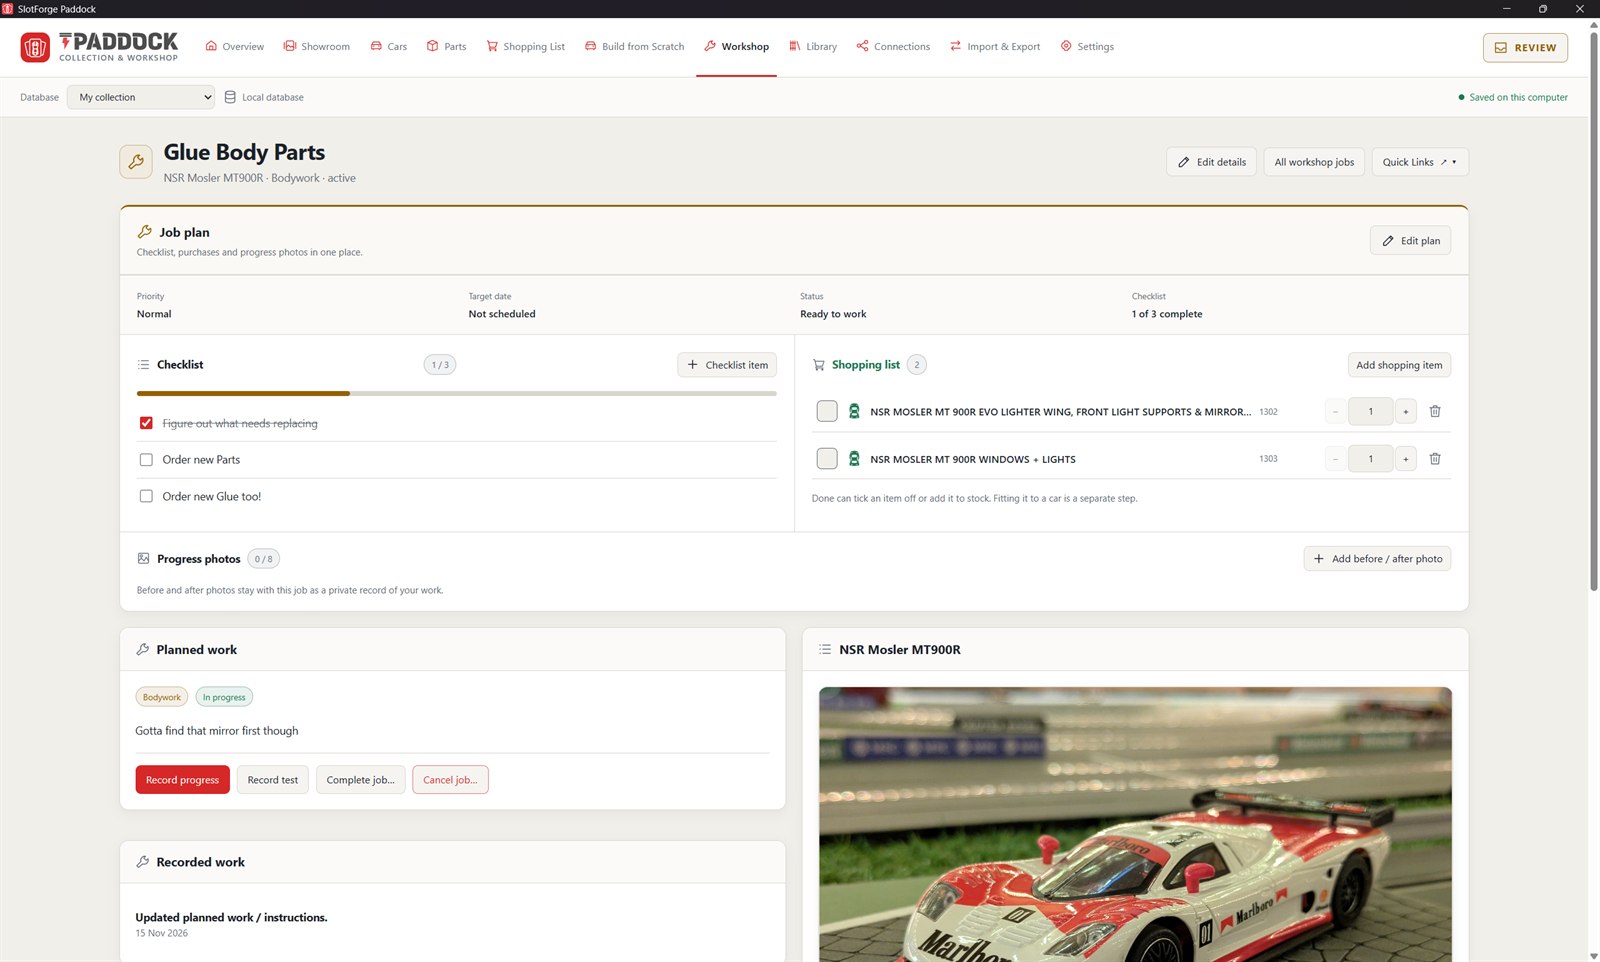 SlotForge Paddock
PADDOCK
COLLECTION & WORKSHOP
Overview
Showroom
Cars
Parts
Shopping List
Build from Scratch
Workshop
Library
Connections
Import & Export
Settings
REVIEW
Database
My collection
Local database
Saved on this computer
Glue Body Parts
NSR Mosler MT900R · Bodywork · active
Edit details
All workshop jobs
Quick Links
Job plan
Checklist, purchases and progress photos in one place.
Edit plan
Priority
Normal
Target date
Not scheduled
Status
Ready to work
Checklist
1 of 3 complete
Checklist
1 / 3
+ Checklist item
Figure out what needs replacing
Order new Parts
Order new Glue too!
Shopping list
2
Add shopping item
NSR MOSLER MT 900R EVO LIGHTER WING, FRONT LIGHT SUPPORTS & MIRROR... 1302
− 1 +
NSR MOSLER MT 900R WINDOWS + LIGHTS 1303
− 1 +
Done can tick an item off or add it to stock. Fitting it to a car is a separate step.
Progress photos
0 / 8
+ Add before / after photo
Before and after photos stay with this job as a private record of your work.
Planned work
Bodywork
In progress
Gotta find that mirror first though
Record progress
Record test
Complete job...
Cancel job...
Recorded work
Updated planned work / instructions.
15 Nov 2026
NSR Mosler MT900R
Marlboro
01
Marlboro
01
Marlboro